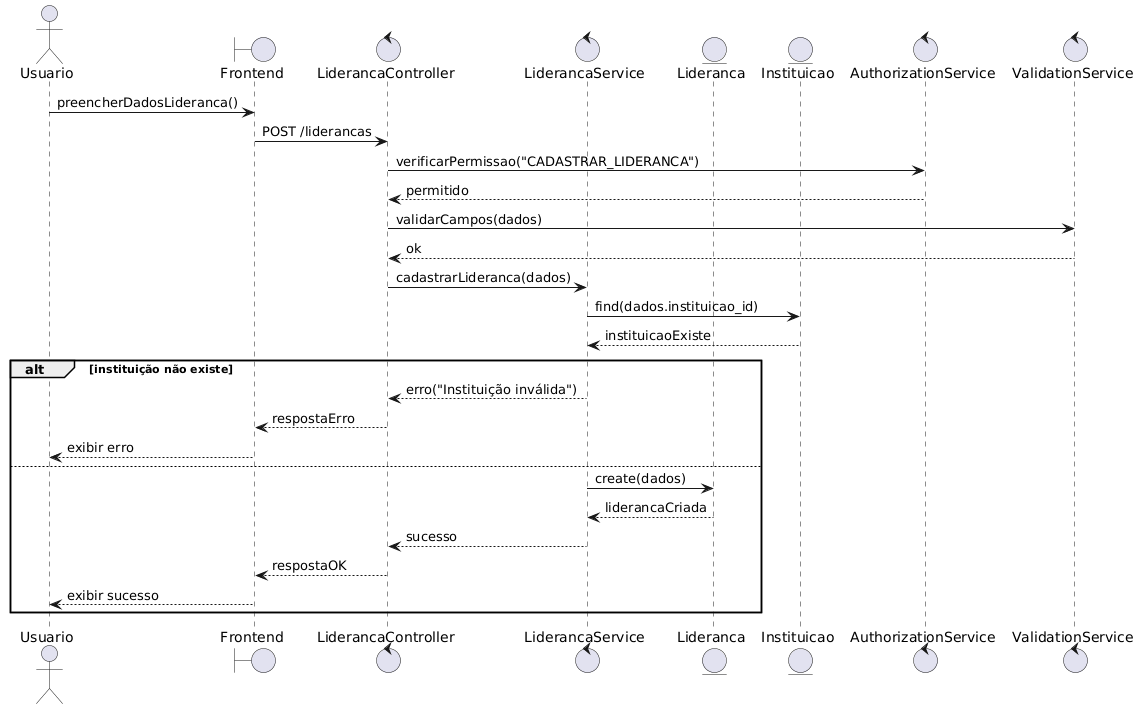 Usuario
Frontend
LiderancaController
LiderancaService
Lideranca
Instituicao
AuthorizationService
ValidationService
preencherDadosLideranca()
POST /liderancas
verificarPermissao("CADASTRAR_LIDERANCA")
permitido
validarCampos(dados)
ok
cadastrarLideranca(dados)
find(dados.instituicao_id)
instituicaoExiste
alt [instituição não existe]
erro("Instituição inválida")
respostaErro
exibir erro
create(dados)
liderancaCriada
sucesso
respostaOK
exibir sucesso
Usuario
Frontend
LiderancaController
LiderancaService
Lideranca
Instituicao
AuthorizationService
ValidationService